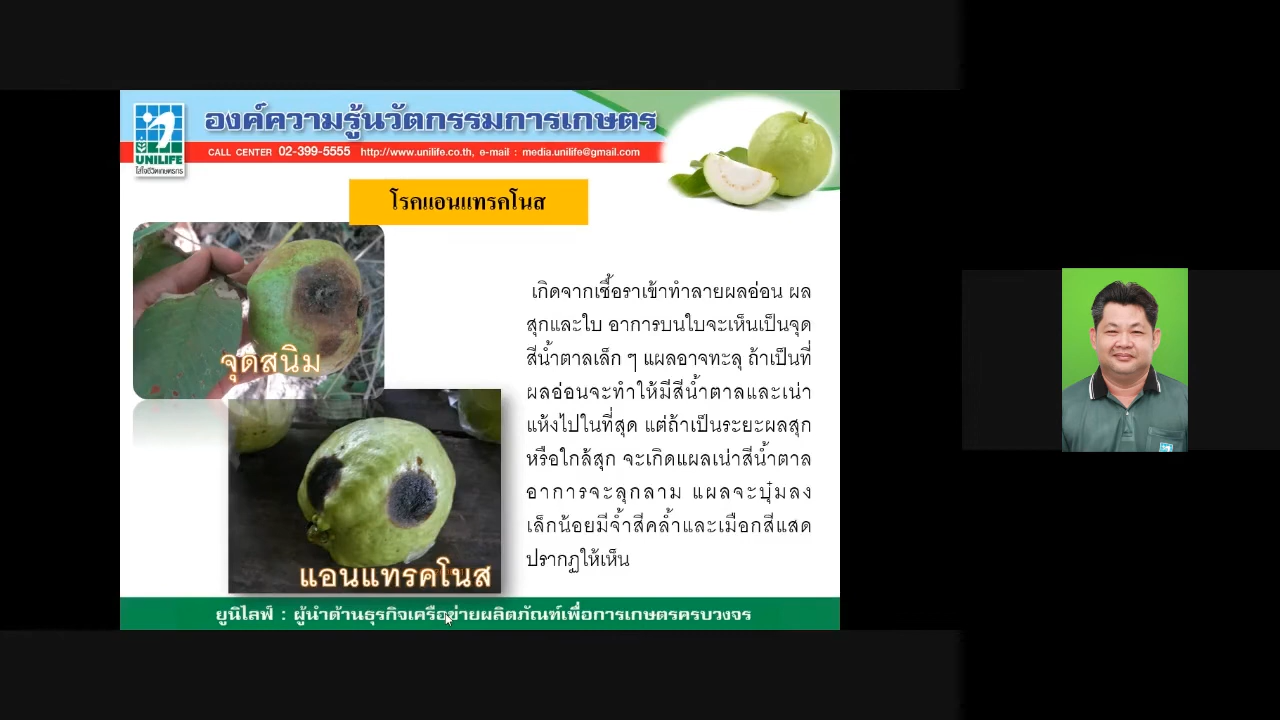 องค์ความรู้นวัตกรรมการเกษตร
UNILIFE
ใส่ใจชีวิตเกษตรกร
CALL CENTER 02-399-5555 http://www.unilife.co.th, e-mail : media.unilife@gmail.com
โรคแอนแทรคโนส
จุดสนิม
แอนแทรคโนส
เกิดจากเชื้อราเข้าทำลายผลอ่อน ผล
สุกและใบ อาการบนใบจะเห็นเป็นจุด
สีน้ำตาลเล็ก ๆ แผลอาจทะลุ ถ้าเป็นที่
ผลอ่อนจะทำให้มีสีน้ำตาลและเน่า
แห้งไปในที่สุด แต่ถ้าเป็นระยะผลสุก
หรือใกล้สุก จะเกิดแผลเน่าสีน้ำตาล
อาการจะลุกลาม แผลจะบุ๋มลง
เล็กน้อยมีจ้ำสีคล้ำและเมือกสีแสด
ปรากฏให้เห็น
ยูนิไลฟ์ : ผู้นำด้านธุรกิจเครือข่ายผลิตภัณฑ์เพื่อการเกษตรครบวงจร